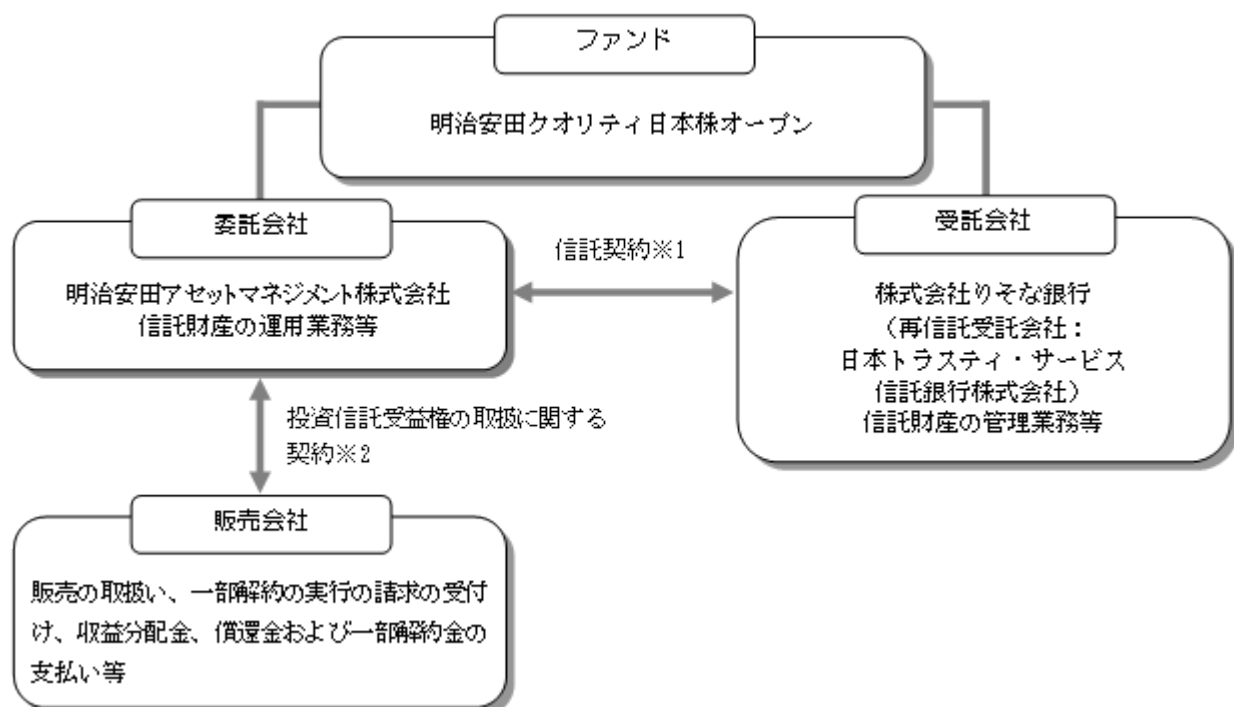 ファンド
明治安田クオリティ日本株オープン
委託会社
明治安田アセットマネジメント株式会社
信託財産の運用業務等
信託契約※1
受託会社
株式会社りそな銀行
（再信託受託会社：
日本トラスティ・サービス
信託銀行株式会社）
信託財産の管理業務等
投資信託受益権の取扱に関する
契約※2
販売会社
販売の取扱い、一部解約の実行の請求の受付
け、収益分配金、償還金および一部解約金の
支払い等